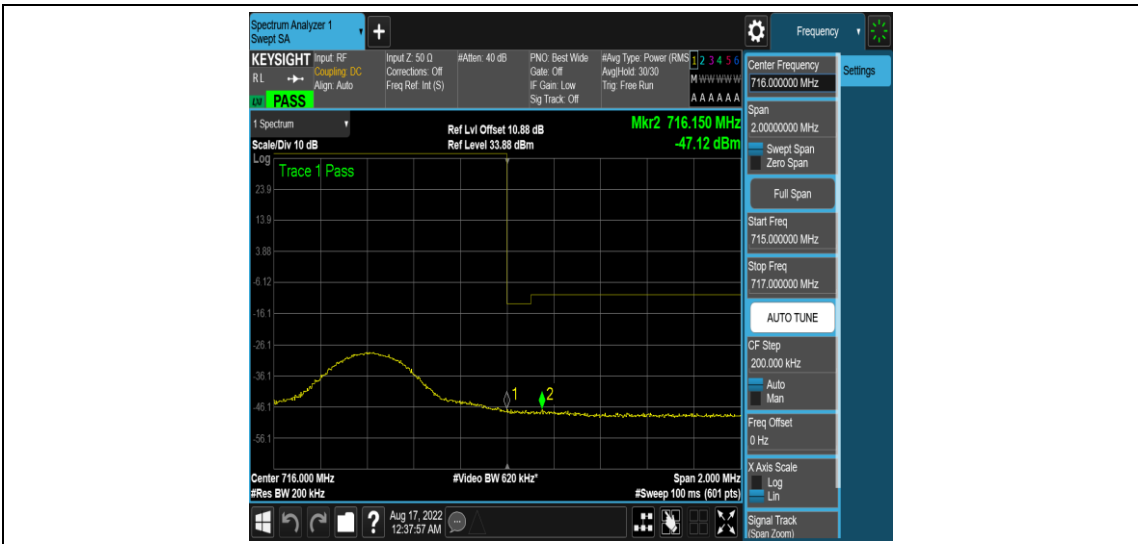 Spectrum Analyzer 1
Swept SA
+
Frequency
KEYSIGHT
RL
LXI PASS
Input: RF
Coupling: DC
Align: Auto
Input Z: 50 Ω
Corrections: Off
Freq Ref: Int (S)
#Atten: 40 dB
PNO: Best Wide
Gate: Off
IF Gain: Low
Sig Track: Off
#Avg Type: Power (RMS
Avg|Hold: 30/30
Trig: Free Run
1 2 3 4 5 6
M W W W W W
A A A A A A
1 Spectrum
Scale/Div 10 dB
Ref Lvl Offset 10.88 dB
Ref Level 33.88 dBm
Mkr2 716.150 MHz
-47.12 dBm
Log
Trace 1 Pass
23.9
13.9
3.88
-6.12
-16.1
-26.1
-36.1
-46.1
-56.1
1
2
Center 716.000 MHz
#Res BW 200 kHz
#Video BW 620 kHz*
Span 2.000 MHz
#Sweep 100 ms (601 pts)
Aug 17, 2022
12:37:57 AM
?
Center Frequency
716.000000 MHz
Settings
Span
2.00000000 MHz
Swept Span
Zero Span
Full Span
Start Freq
715.000000 MHz
Stop Freq
717.000000 MHz
AUTO TUNE
CF Step
200.000 kHz
Auto
Man
Freq Offset
0 Hz
X Axis Scale
Log
Lin
Signal Track
(Span Zoom)